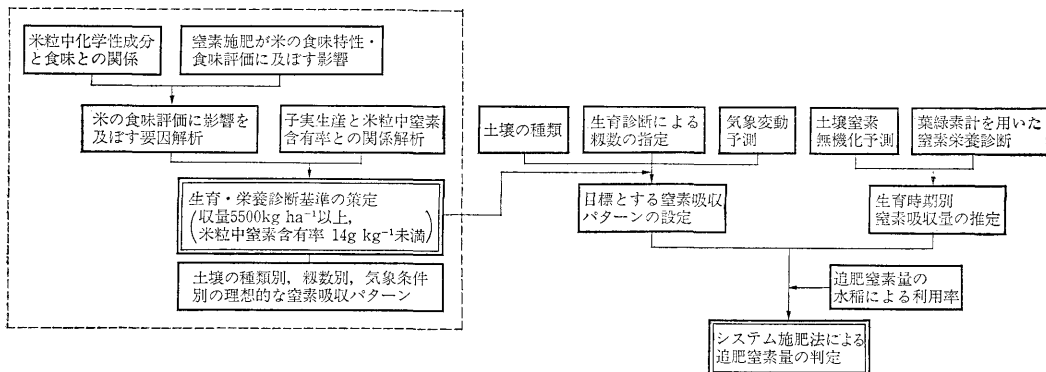 米粒中化学性成分
と食味との関係
窒素施肥が米の食味特性・
食味評価に及ぼす影響
米の食味評価に影響を
及ぼす要因解析
子実生産と米粒中窒素
含有率との関係解析
生育・栄養診断基準の策定
(収量5500kg ha⁻¹以上,
米粒中窒素含有率 14g kg⁻¹未満)
土壌の種類別,籾数別,気象条件
別の理想的な窒素吸収パターン
土壌の種類
生育診断による
籾数の指定
気象変動
予測
土壌窒素
無機化予測
葉緑素計を用いた
窒素栄養診断
目標とする窒素吸収
パターンの設定
生育時期別
窒素吸収量の推定
追肥窒素量の
水稲による利用率
システム施肥法による
追肥窒素量の判定